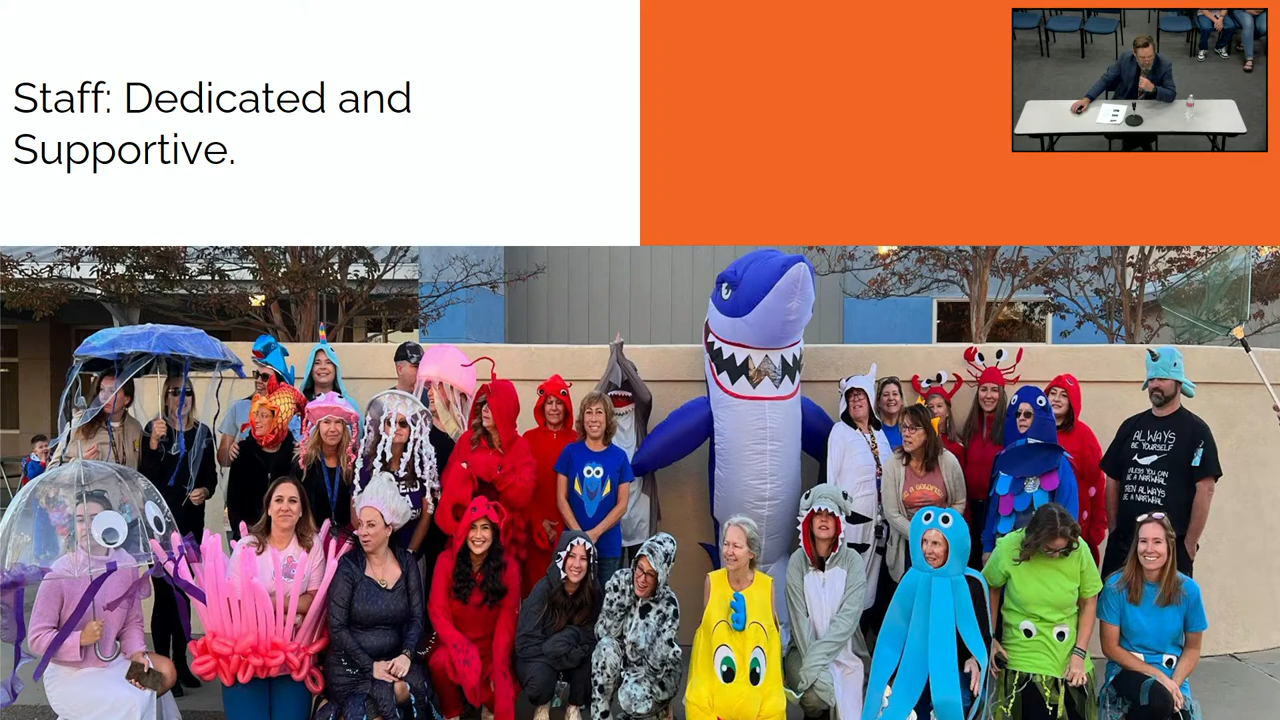 Staff: Dedicated and
Supportive.
ALWAYS
BE YOURSELF
UNLESS YOU CAN
BE A NARWHAL
THEN ALWAYS
BE A NARWHAL